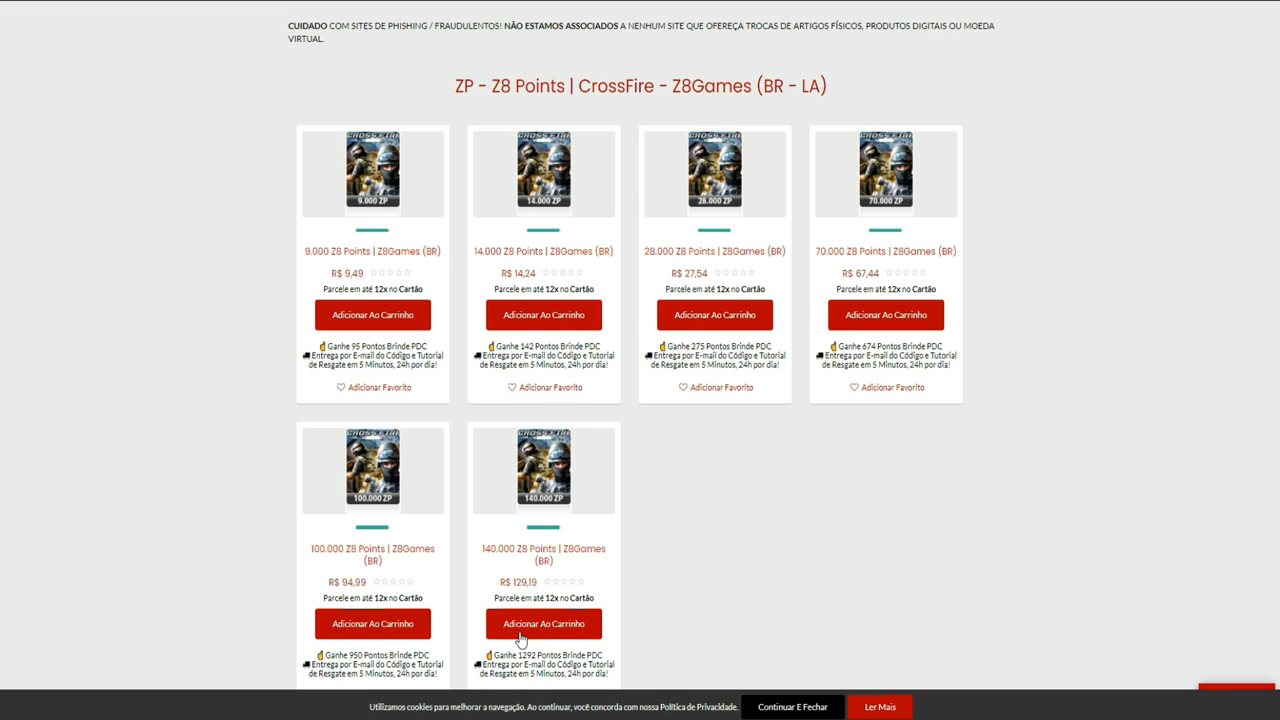 CUIDADO COM SITES DE PHISHING / FRAUDULENTOS! NÃO ESTAMOS ASSOCIADOS A NENHUM SITE QUE OFEREÇA TROCAS DE ARTIGOS FÍSICOS, PRODUTOS DIGITAIS OU MOEDA
VIRTUAL.
ZP - Z8 Points | CrossFire - Z8Games (BR - LA)
CROSSFIRE
9.000 ZP
9.000 Z8 Points | Z8Games (BR)
R$ 9,49
Parcele em até 12x no Cartão
Adicionar Ao Carrinho
Ganhe 95 Pontos Brinde PDC
Entrega por E-mail do Código e Tutorial
de Resgate em 5 Minutos, 24h por dia!
Adicionar Favorito
CROSSFIRE
14.000 ZP
14.000 Z8 Points | Z8Games (BR)
R$ 14,24
Parcele em até 12x no Cartão
Adicionar Ao Carrinho
Ganhe 142 Pontos Brinde PDC
Entrega por E-mail do Código e Tutorial
de Resgate em 5 Minutos, 24h por dia!
Adicionar Favorito
CROSSFIRE
28.000 ZP
28.000 Z8 Points | Z8Games (BR)
R$ 27,54
Parcele em até 12x no Cartão
Adicionar Ao Carrinho
Ganhe 275 Pontos Brinde PDC
Entrega por E-mail do Código e Tutorial
de Resgate em 5 Minutos, 24h por dia!
Adicionar Favorito
CROSSFIRE
70.000 ZP
70.000 Z8 Points | Z8Games (BR)
R$ 67,44
Parcele em até 12x no Cartão
Adicionar Ao Carrinho
Ganhe 674 Pontos Brinde PDC
Entrega por E-mail do Código e Tutorial
de Resgate em 5 Minutos, 24h por dia!
Adicionar Favorito
CROSSFIRE
100.000 ZP
100.000 Z8 Points | Z8Games
(BR)
R$ 94,99
Parcele em até 12x no Cartão
Adicionar Ao Carrinho
Ganhe 950 Pontos Brinde PDC
Entrega por E-mail do Código e Tutorial
de Resgate em 5 Minutos, 24h por dia!
CROSSFIRE
140.000 ZP
140.000 Z8 Points | Z8Games
(BR)
R$ 129,19
Parcele em até 12x no Cartão
Adicionar Ao Carrinho
Ganhe 1292 Pontos Brinde PDC
Entrega por E-mail do Código e Tutorial
de Resgate em 5 Minutos, 24h por dia!
Utilizamos cookies para melhorar a navegação. Ao continuar, você concorda com nossa Política de Privacidade.
Continuar E Fechar
Ler Mais